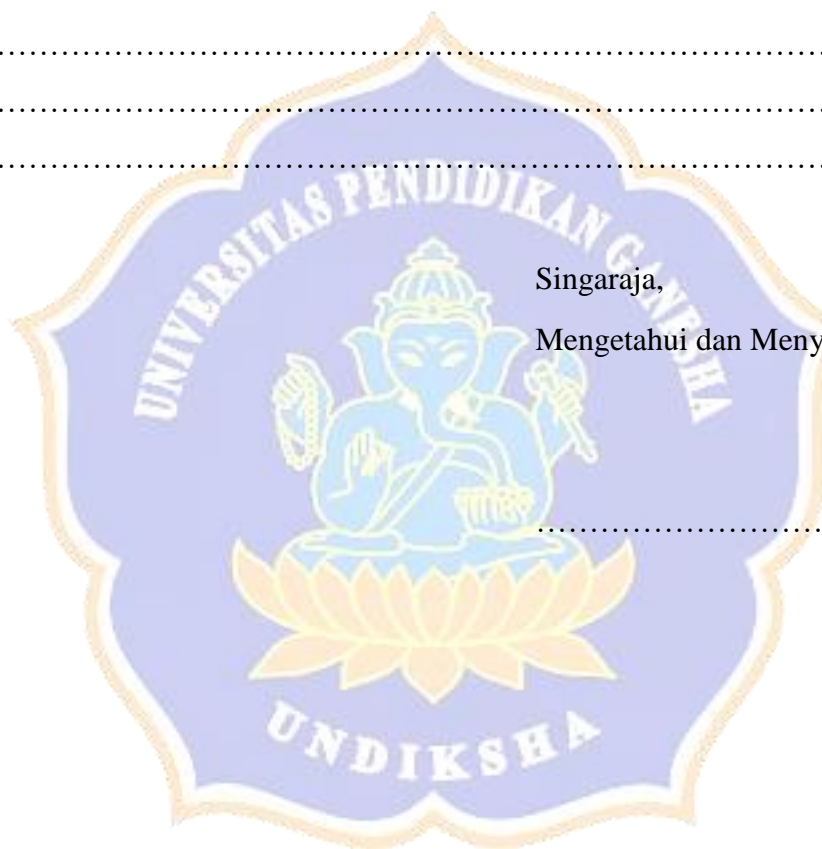 ……………………………………………………………………………
……………………………………………………………………………
……………………………………………………………………………
UNIVERSITAS PENDIDIKAN GANESHA
Singaraja,
Mengetahui dan Meny
…………………………
UNDIKSHA